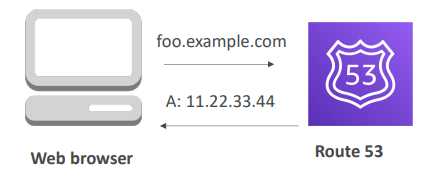 foo.example.com
53
A: 11.22.33.44
Web browser
Route 53